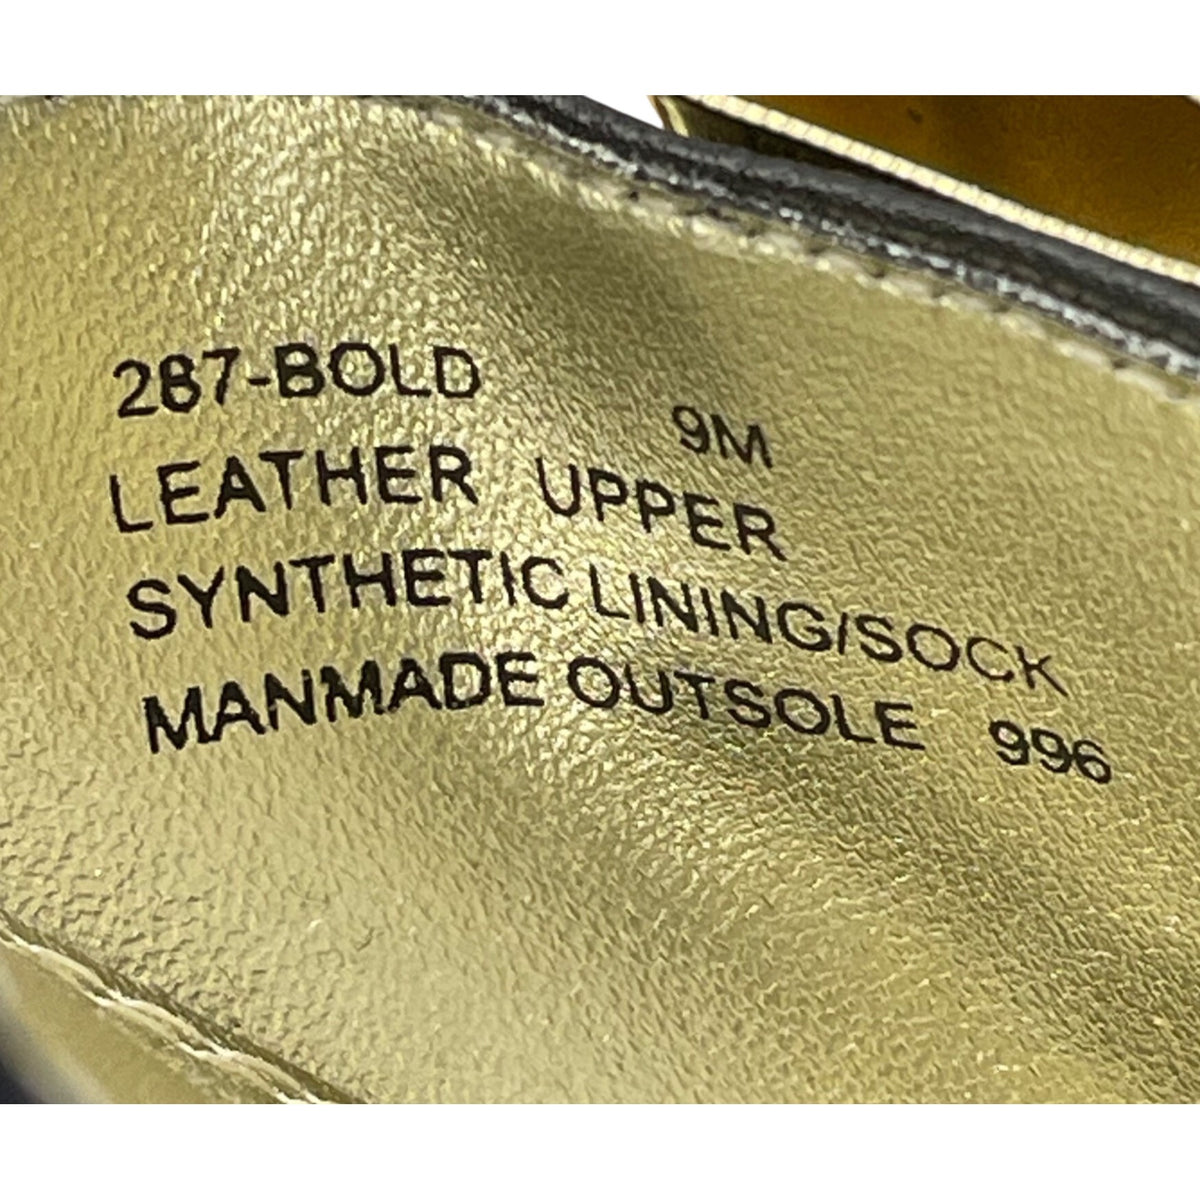 287-BOLD 9M
LEATHER UPPER
SYNTHETIC LINING/SOCK
MANMADE OUTSOLE 996